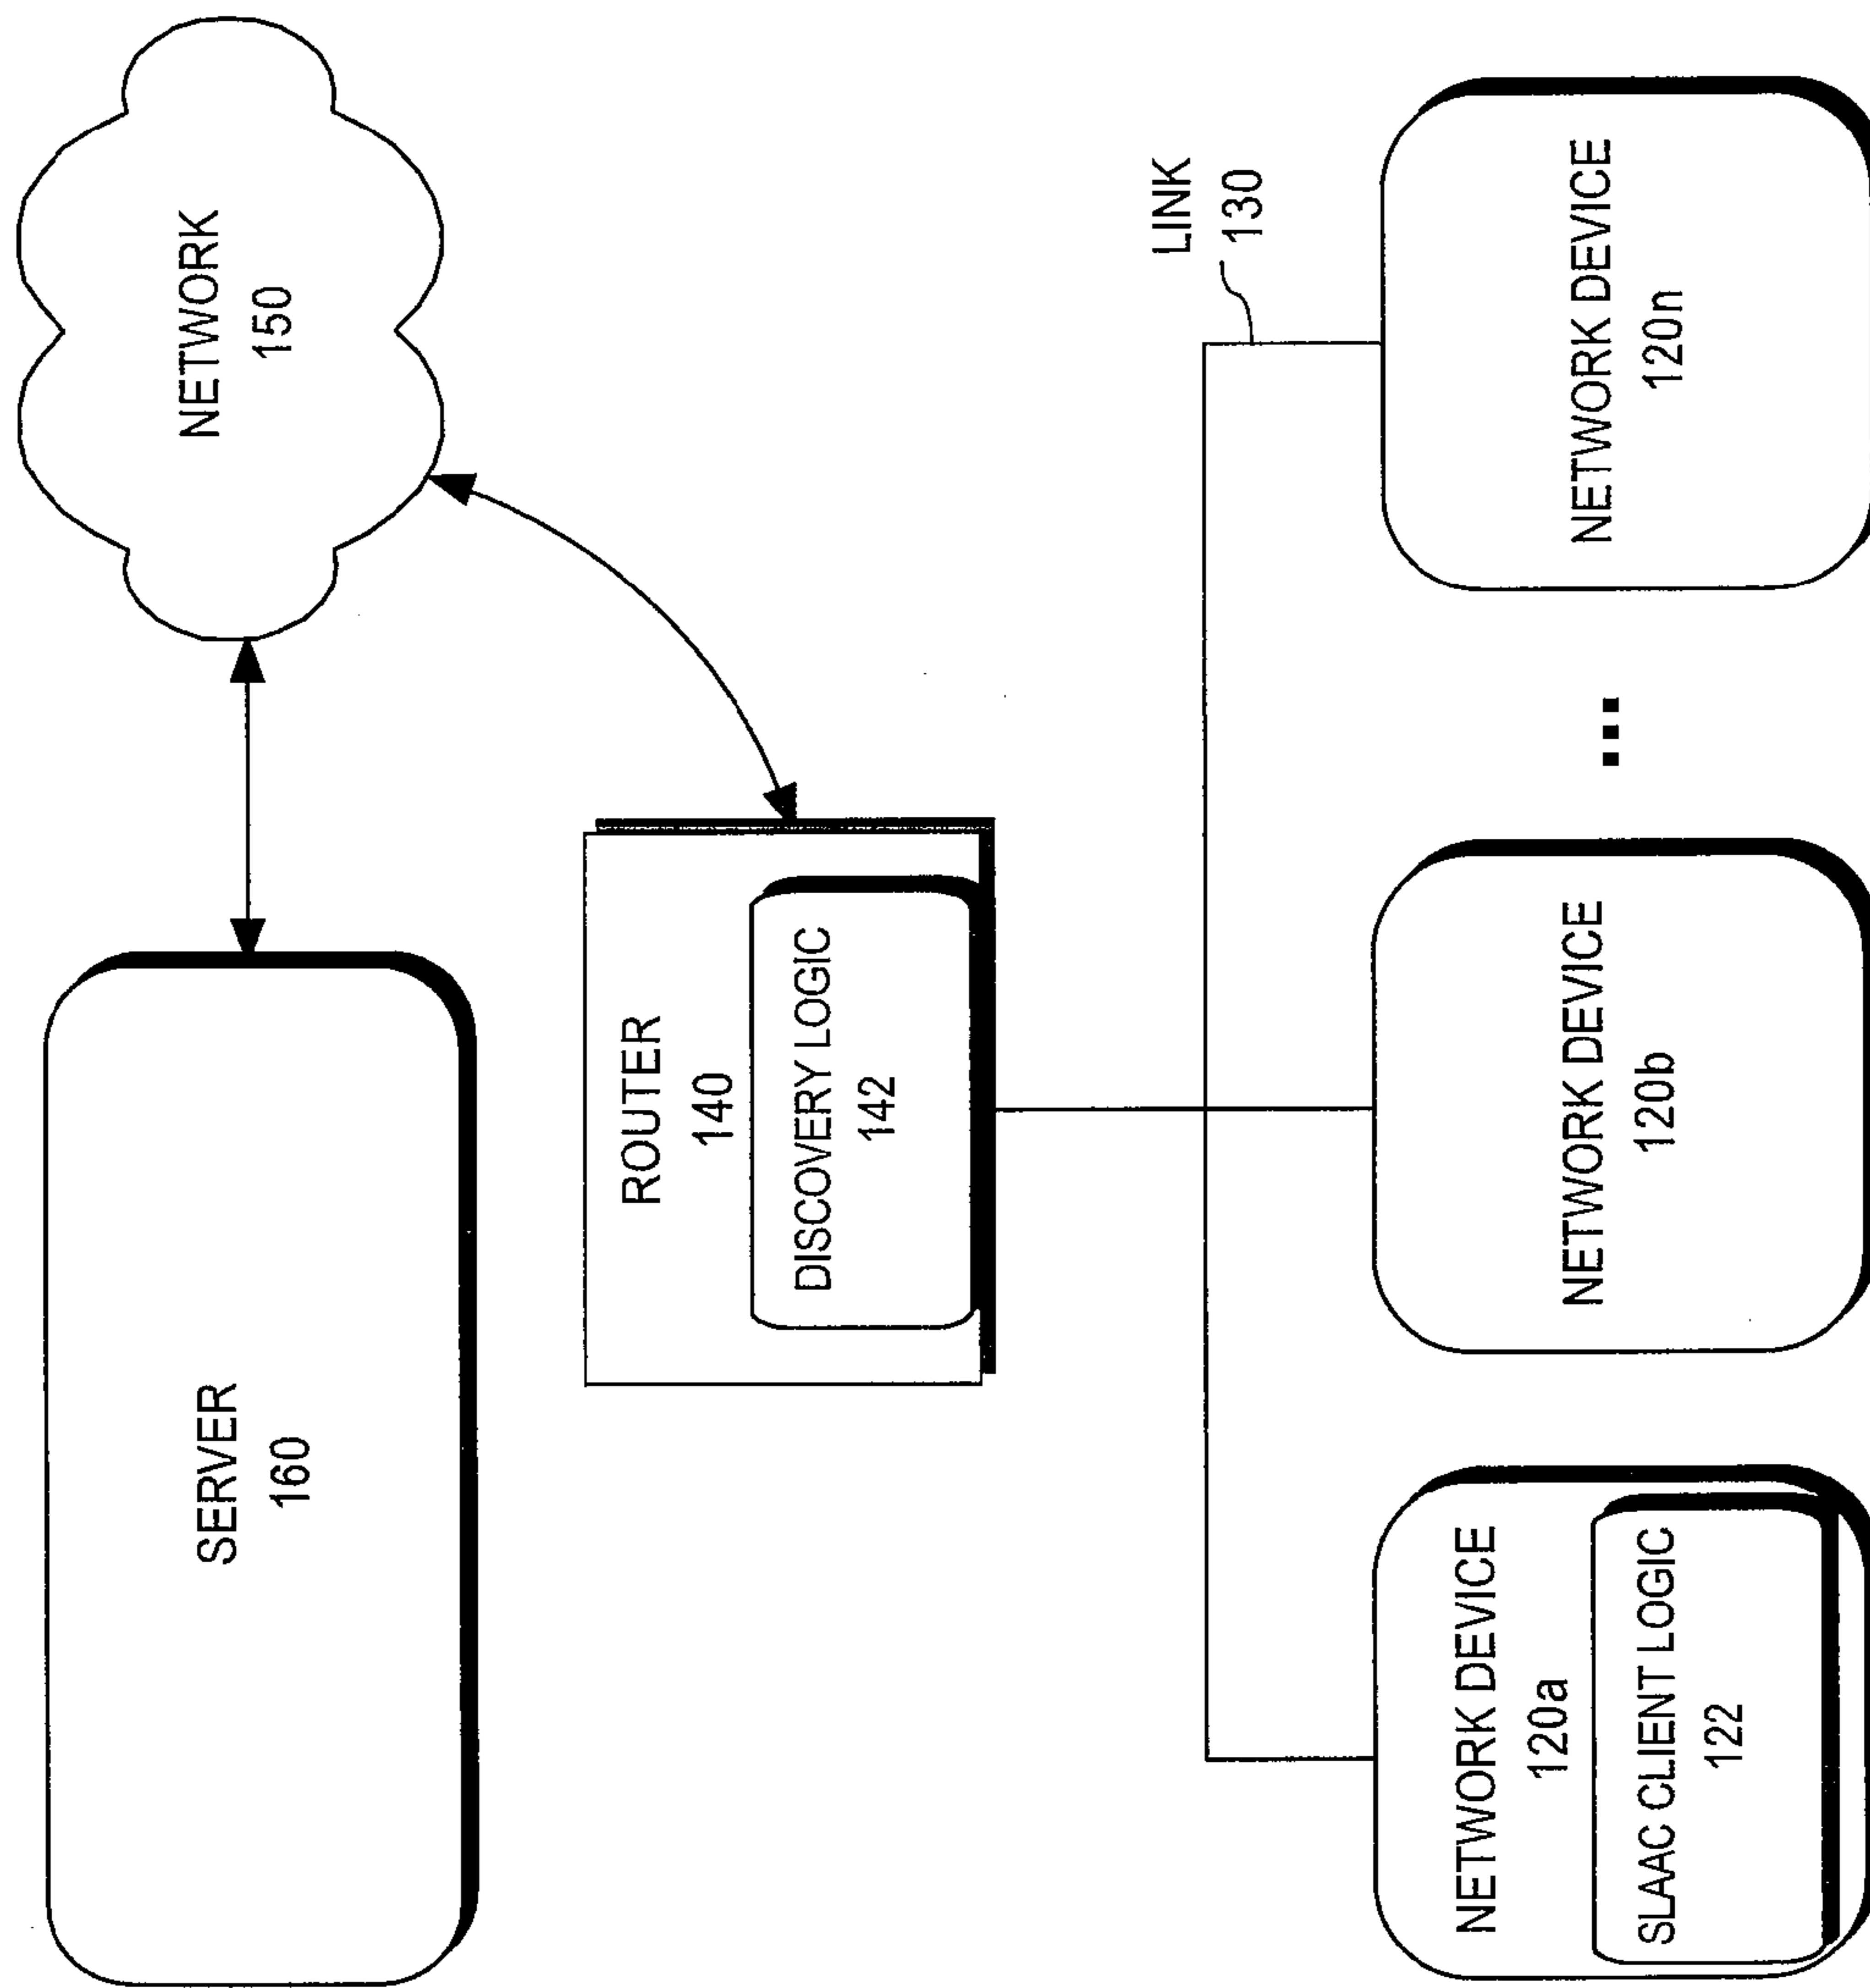 SERVER
160
NETWORK
150
ROUTER
140
DISCOVERY LOGIC
142
LINK
130
NETWORK DEVICE
120a
SLAAC CLIENT LOGIC
122
NETWORK DEVICE
120b
...
NETWORK DEVICE
120n